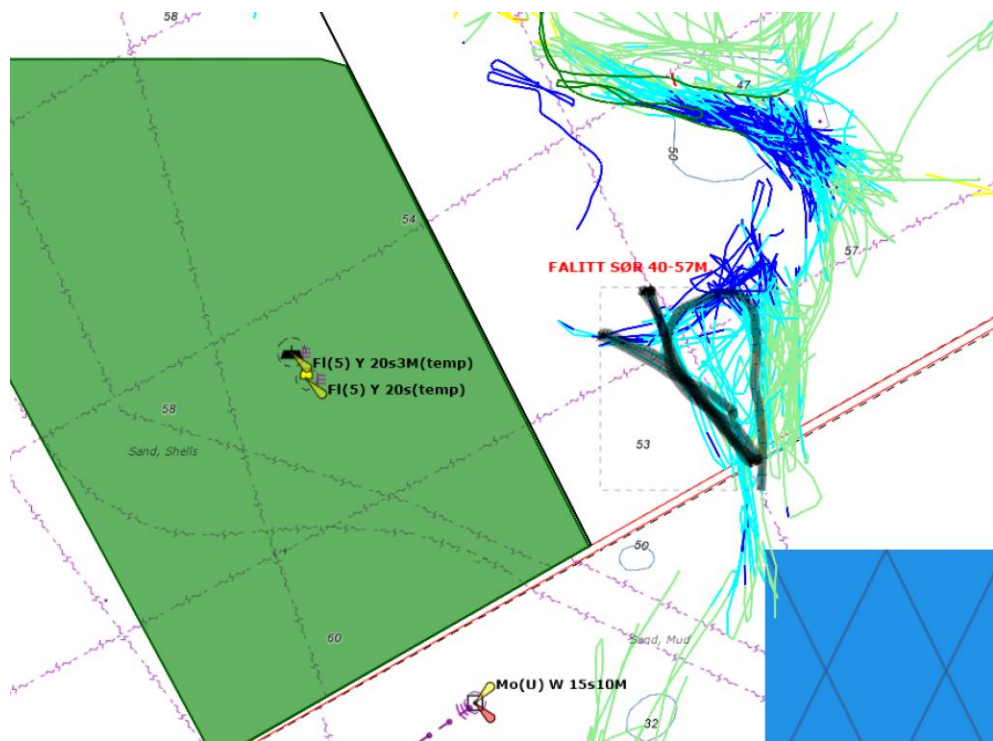 58
47
50
54
57
FALITT SØR 40-57M
Fl(5) Y 20s3M(temp)
Fl(5) Y 20s(temp)
58
Sand, Shells
53
50
60
Sand, Mud
Mo(U) W 15s10M
32